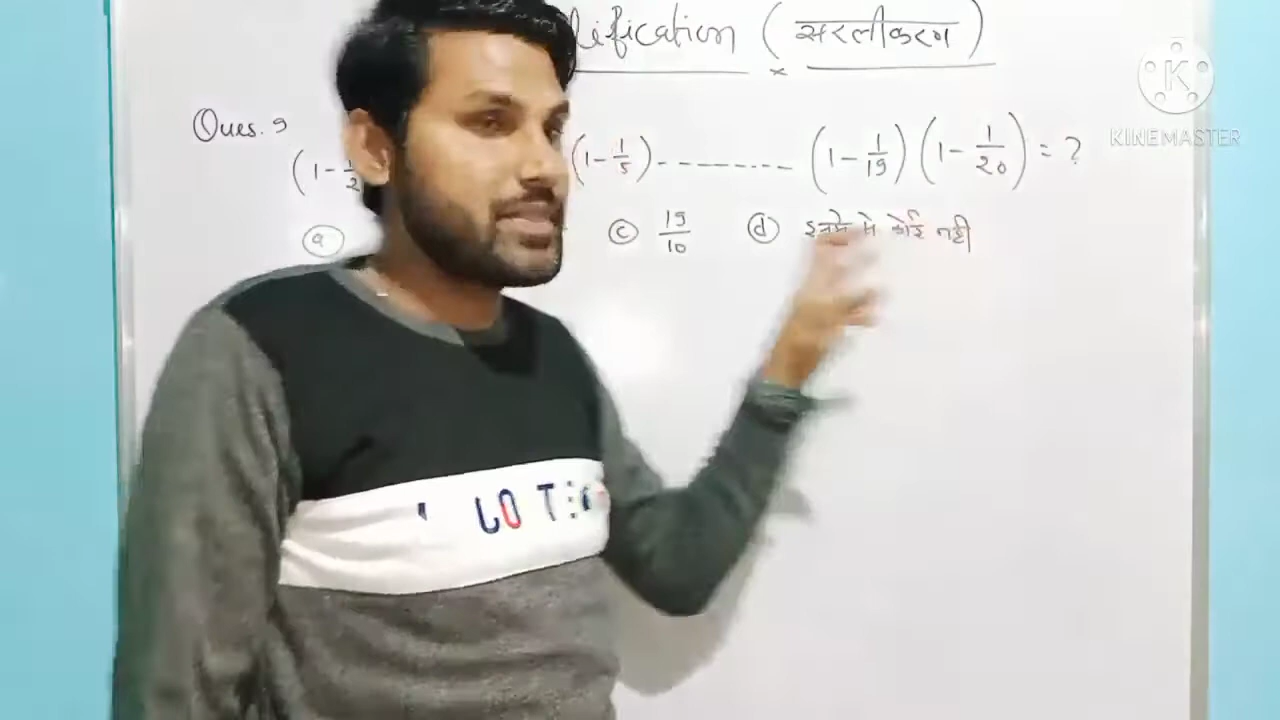 lification (सरलीकरण)
KINEMASTER
Ques. 9
(1- 1/2 (1- 1/5) --------- (1- 1/19) (1- 1/20) = ?
(a) (c) 19/10 (d) इनमे से कोई नही
LOTE